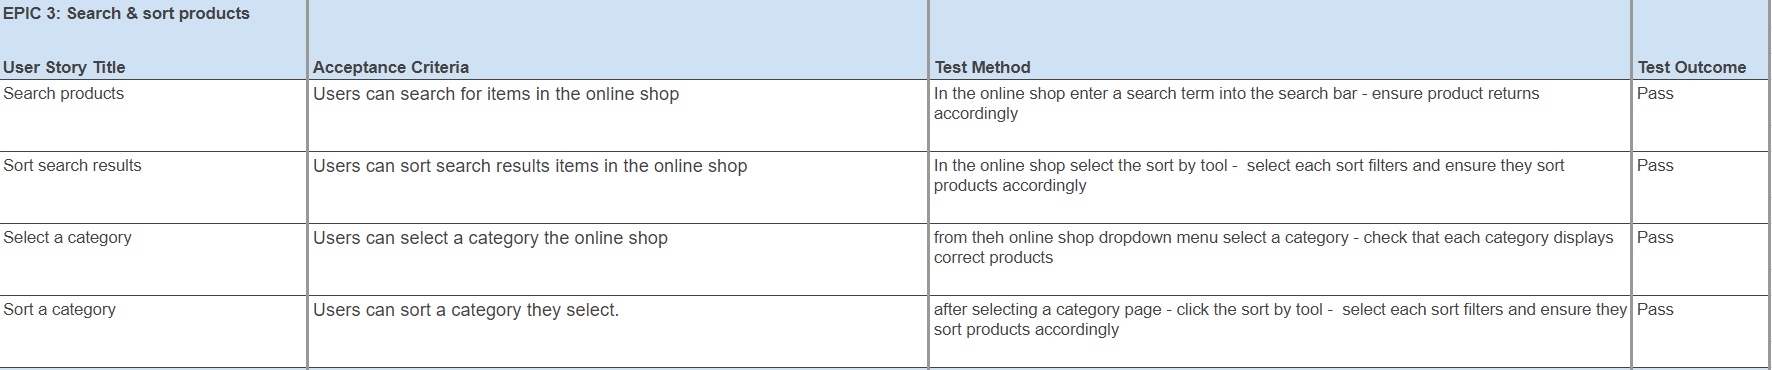 EPIC 3: Search & sort products
User Story Title
Acceptance Criteria
Test Method
Test Outcome
Search products
Users can search for items in the online shop
In the online shop enter a search term into the search bar - ensure product returns
accordingly
Pass
Sort search results
Users can sort search results items in the online shop
In the online shop select the sort by tool -  select each sort filters and ensure they sort
products accordingly
Pass
Select a category
Users can select a category the online shop
from theh online shop dropdown menu select a category - check that each category displays
correct products
Pass
Sort a category
Users can sort a category they select.
after selecting a category page - click the sort by tool -  select each sort filters and ensure they
sort products accordingly
Pass